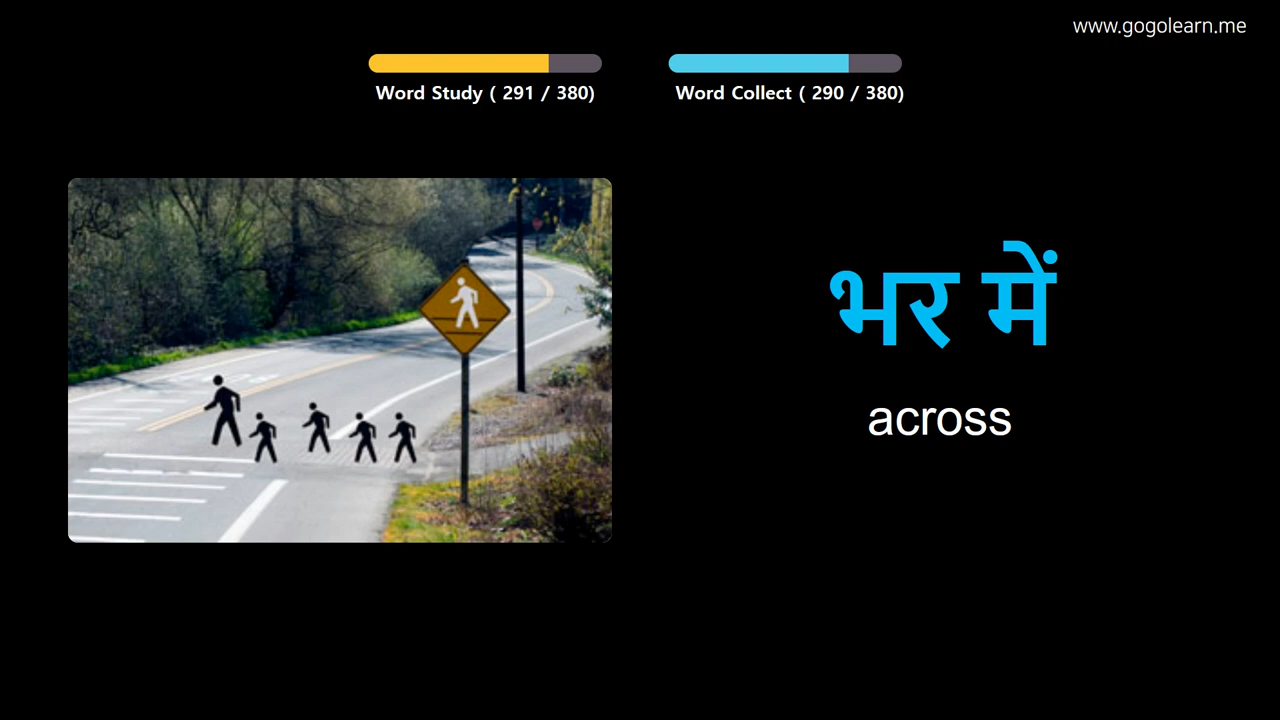 www.gogolearn.me
Word Study ( 291 / 380)
Word Collect ( 290 / 380)
भर में
across